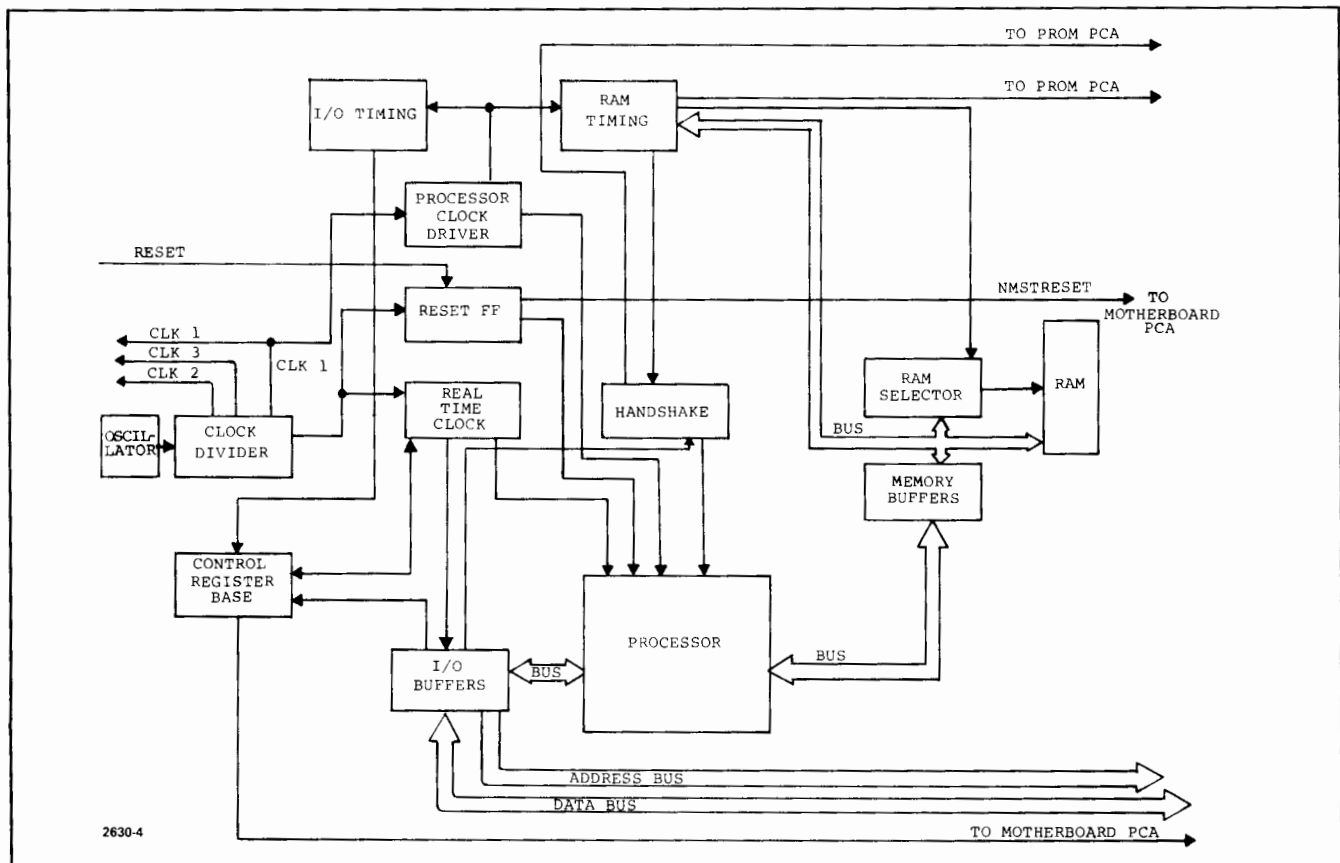 TO PROM PCA
I/O TIMING
RAM
TIMING
TO PROM PCA
PROCESSOR
CLOCK
DRIVER
RESET
RESET FF
NMSTRESET
TO
MOTHERBOARD
PCA
CLK 1
CLK 3
CLK 2
CLK 1
REAL
TIME
CLOCK
HANDSHAKE
RAM
SELECTOR
RAM
OSCIL-
LATOR
CLOCK
DIVIDER
BUS
MEMORY
BUFFERS
CONTROL
REGISTER
BASE
PROCESSOR
I/O
BUFFERS
BUS
BUS
ADDRESS BUS
DATA BUS
2630-4
TO MOTHERBOARD PCA